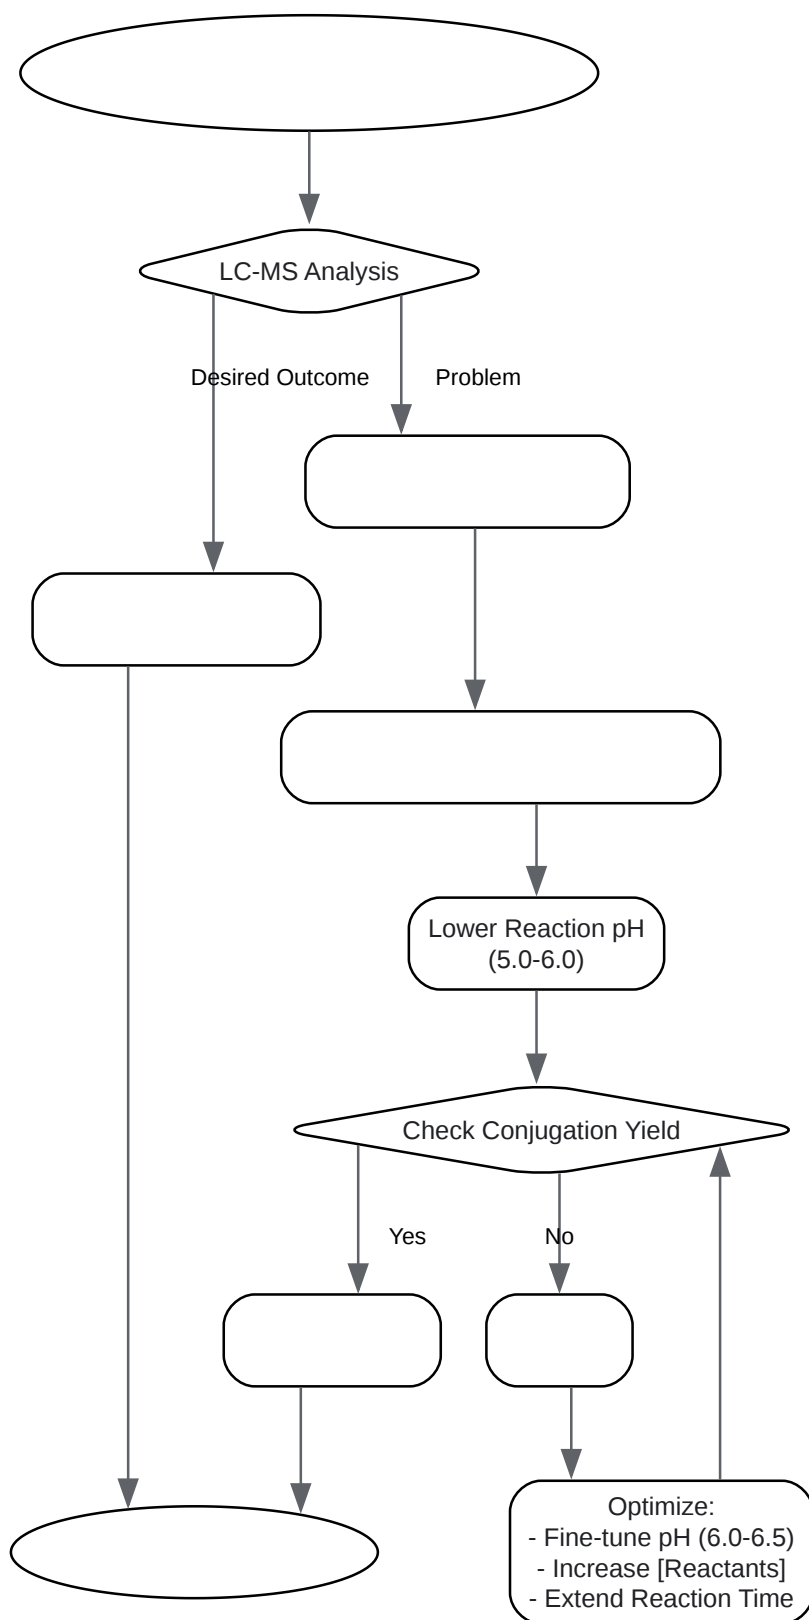 LC-MS Analysis
Desired Outcome
Problem
Lower Reaction pH
(5.0-6.0)
Check Conjugation Yield
Yes
No
Optimize:
- Fine-tune pH (6.0-6.5)
- Increase [Reactants]
- Extend Reaction Time